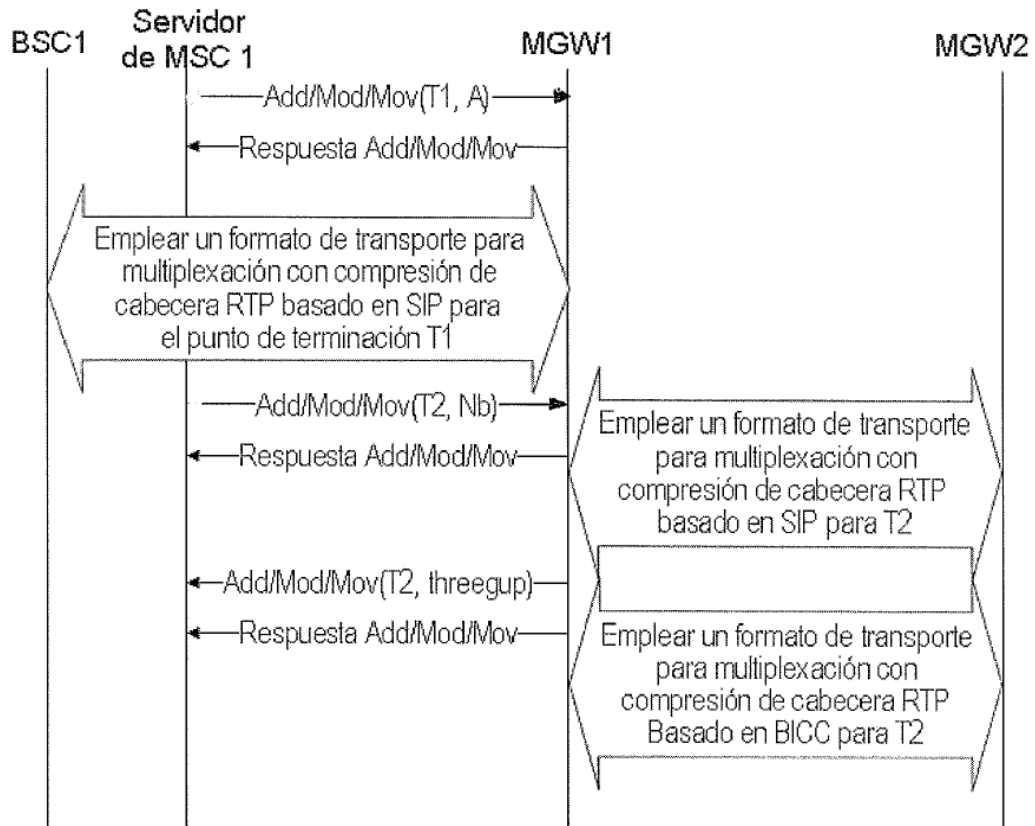 BSC1
Servidor
de MSC 1
MGW1
MGW2
Add/Mod/Mov(T1, A)
Respuesta Add/Mod/Mov
Emplear un formato de transporte para
multiplexación con compresión de
cabecera RTP basado en SIP para
el punto de terminación T1
Add/Mod/Mov(T2, Nb)
Respuesta Add/Mod/Mov
Emplear un formato de transporte
para multiplexación con
compresión de cabecera RTP
basado en SIP para T2
Add/Mod/Mov(T2, threegup)
Respuesta Add/Mod/Mov
Emplear un formato de transporte
para multiplexación con
compresión de cabecera RTP
Basado en BICC para T2